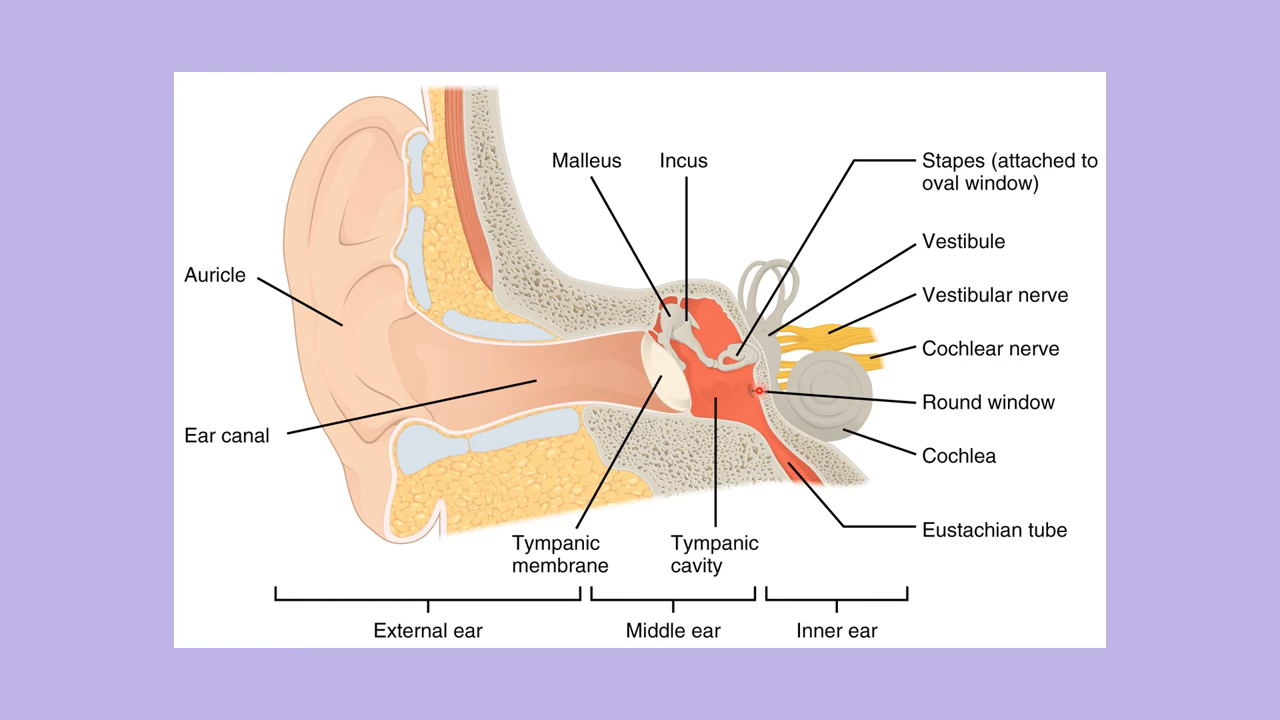 Malleus
Incus
Stapes (attached to
oval window)
Vestibule
Auricle
Vestibular nerve
Cochlear nerve
Round window
Ear canal
Cochlea
Eustachian tube
Tympanic
membrane
Tympanic
cavity
External ear
Middle ear
Inner ear